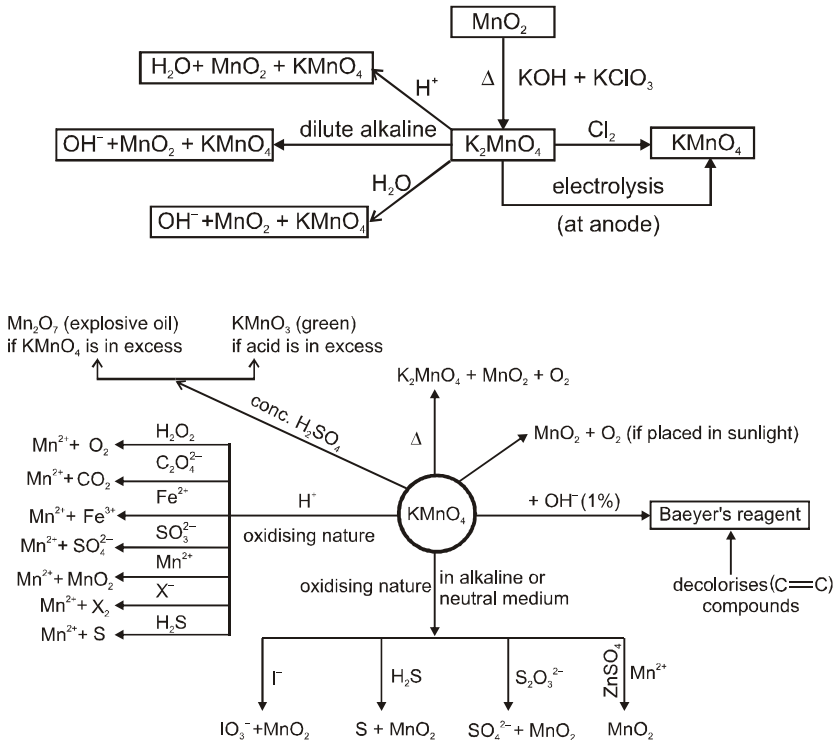 MnO₂
H₂O+ MnO₂ + KMnO₄
H⁺
Δ
KOH + KClO₃
OH⁻+MnO₂ + KMnO₄
dilute alkaline
K₂MnO₄
Cl₂
KMnO₄
H₂O
electrolysis
OH⁻+MnO₂ + KMnO₄
(at anode)
Mn₂O₇ (explosive oil)
if KMnO₄ is in excess
KMnO₃ (green)
if acid is in excess
K₂MnO₄ + MnO₂ + O₂
conc. H₂SO₄
Δ
MnO₂ + O₂ (if placed in sunlight)
H₂O₂
Mn²⁺ + O₂
C₂O₄²⁻
Mn²⁺ + CO₂
Fe²⁺
Mn²⁺ + Fe³⁺
SO₃²⁻
Mn²⁺ + SO₄²⁻
Mn²⁺
Mn²⁺ + MnO₂
X⁻
Mn²⁺ + X₂
H₂S
Mn²⁺ + S
H⁺
oxidising nature
KMnO₄
+ OH⁻(1%)
Baeyer's reagent
decolorises (C=C)
compounds
oxidising nature
in alkaline or
neutral medium
I⁻
H₂S
S₂O₃²⁻
ZnSO₄
Mn²⁺
IO₃⁻+MnO₂
S + MnO₂
SO₄²⁻ + MnO₂
MnO₂